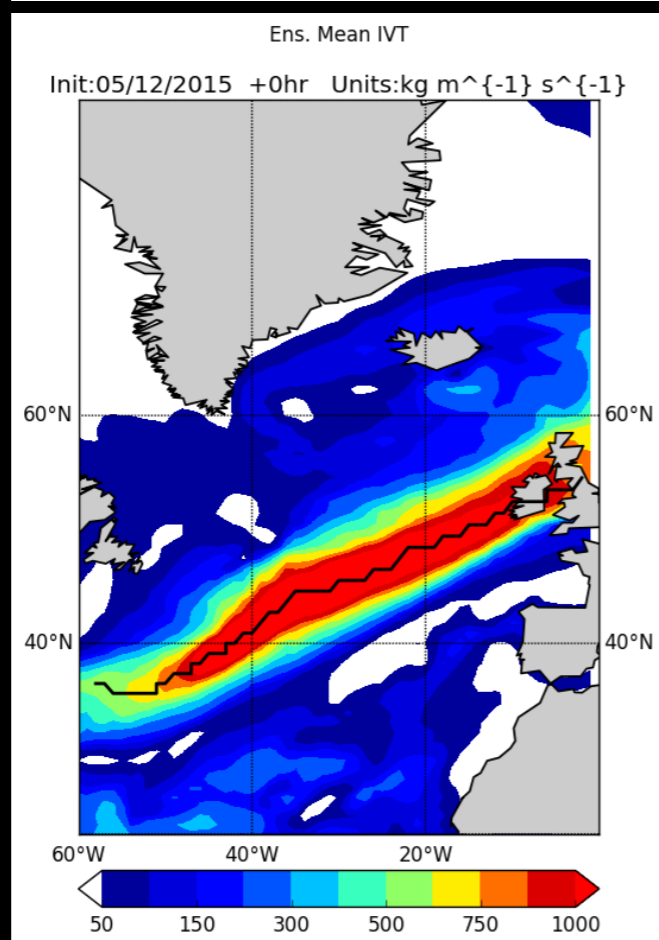 Ens. Mean IVT
Init:05/12/2015 +0hr Units:kg m^{-1} s^{-1}
60°N 60°N
40°N 40°N
60°W 40°W 20°W
50 150 300 500 750 1000